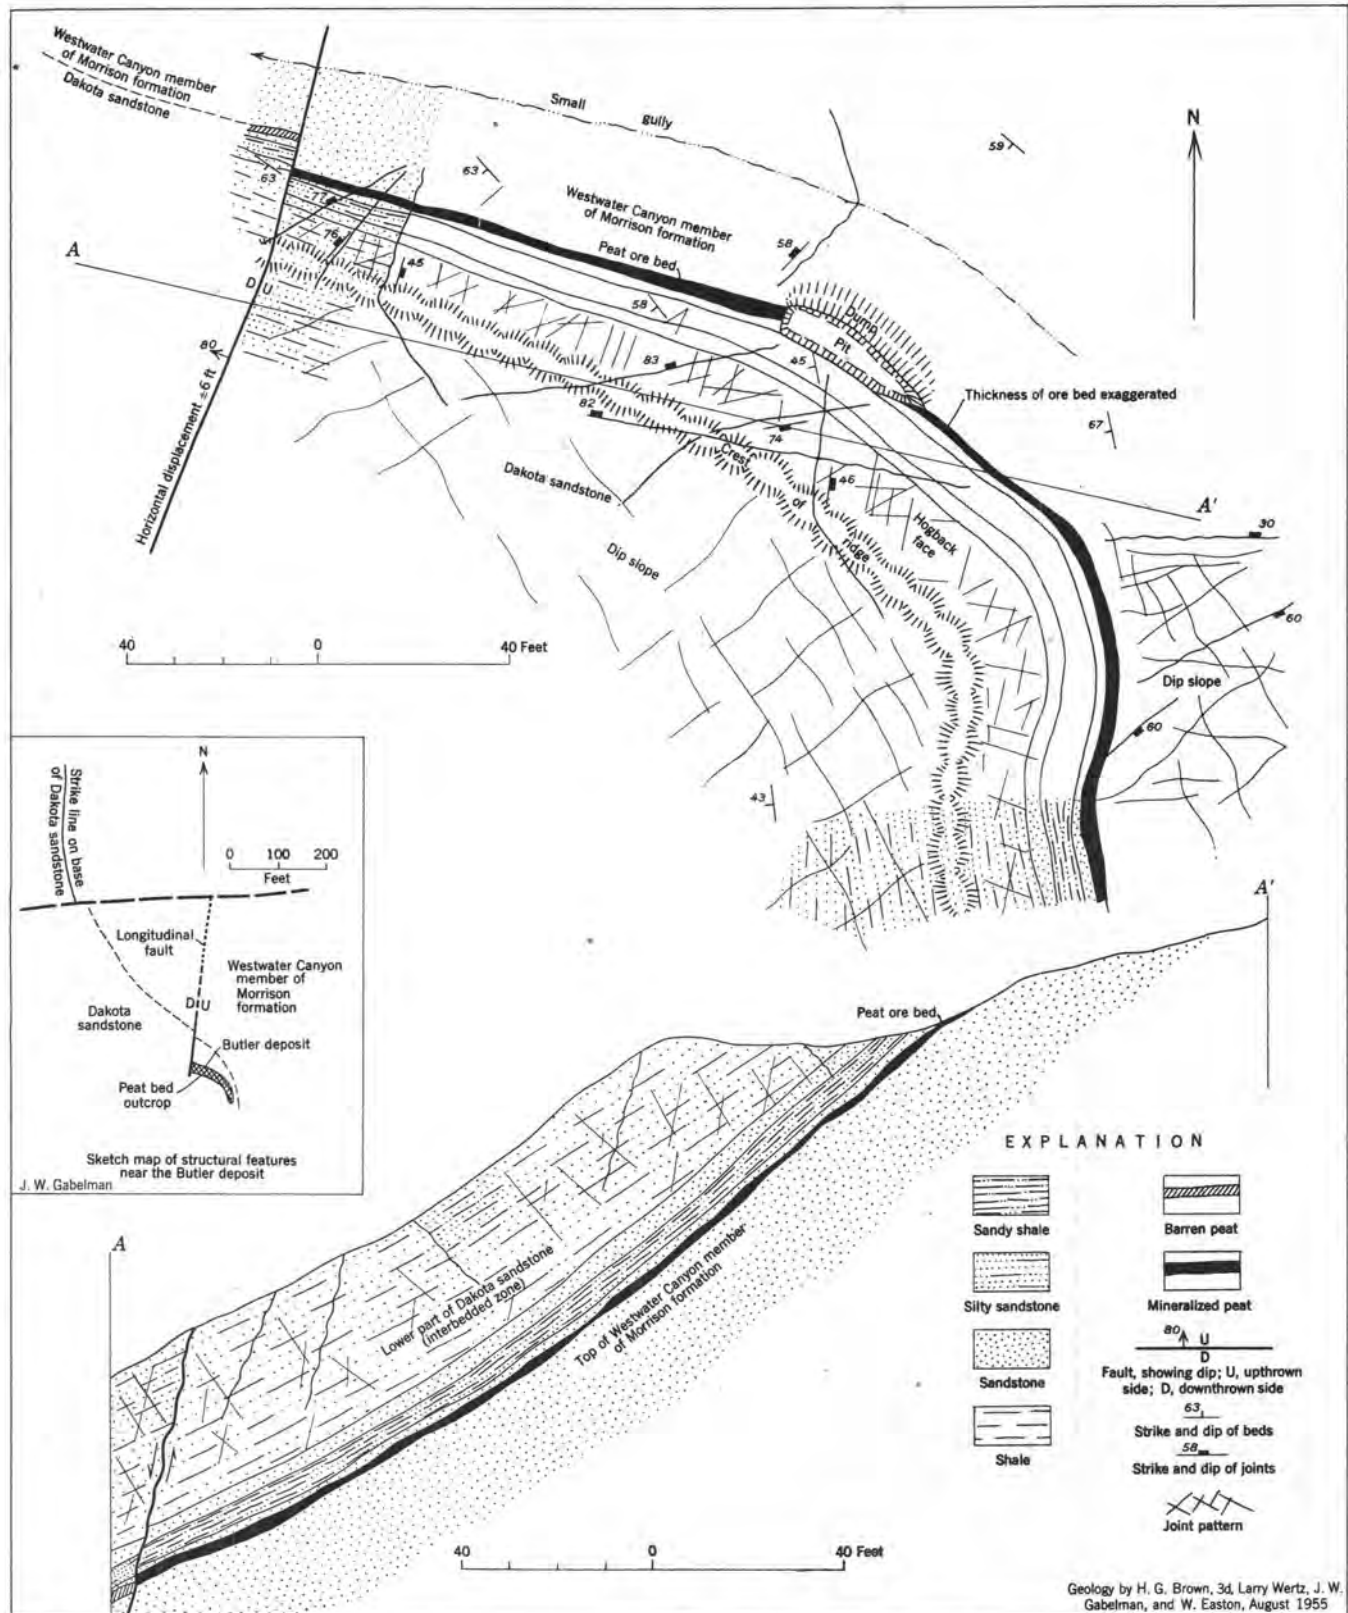 Westwater Canyon member
of Morrison formation
Dakota sandstone
Small
gully
N
59
63
63
Westwater Canyon member
of Morrison formation
Peat ore bed
58
77
76
45
A
D U
58
Dump
Pit
45
83
Thickness of ore bed exaggerated
80
Horizontal displacement ± 6 ft
82
74
67
Crest
of
ridge
Dakota sandstone
46
A'
Hogback
face
30
Dip slope
60
40
0
40 Feet
Dip slope
60
43
N
Strike line on base
of Dakota sandstone
0 100 200
Feet
Longitudinal
fault
Westwater Canyon
member of
Morrison
formation
D U
Dakota
sandstone
Butler deposit
Peat bed
outcrop
Sketch map of structural features
near the Butler deposit
J. W. Gabelman
A'
Peat ore bed
A
Lower part of Dakota sandstone
(interbedded zone)
Top of Westwater Canyon member
of Morrison formation
40
0
40 Feet
EXPLANATION
Sandy shale
Barren peat
Silty sandstone
Mineralized peat
80
U
D
Sandstone
Fault, showing dip; U, upthrown
side; D, downthrown side
63
Strike and dip of beds
58
Shale
Strike and dip of joints
Joint pattern
Geology by H. G. Brown, 3d, Larry Wertz, J. W.
Gabelman, and W. Easton, August 1955